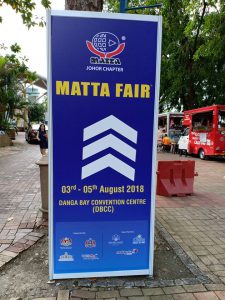 MATTA
JOHOR CHAPTER
MATTA FAIR
03rd - 05th August 2018
DANGA BAY CONVENTION CENTRE
(DBCC)